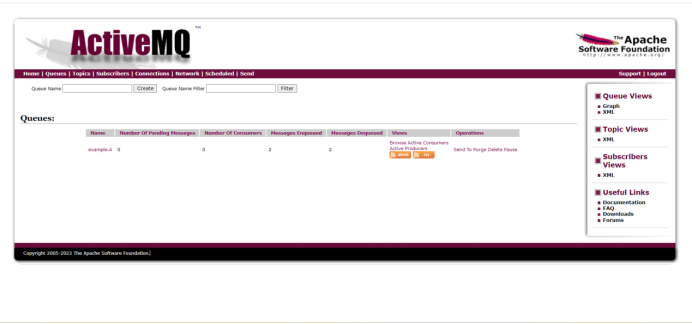 ActiveMQ
TM
The Apache
Software Foundation
http://www.apache.org/
Home | Queues | Topics | Subscribers | Connections | Network | Scheduled | Send
Support | Logout
Queue Name Create Queue Name Filter Filter
Queues:
Name Number Of Pending Messages Number Of Consumers Messages Enqueued Messages Dequeued Views Operations
example.A 0 0 2 2 Browse Active Consumers
Active Producers
atom rss
Send To Purge Delete Pause
Queue Views
Graph
XML
Topic Views
XML
Subscribers
Views
XML
Useful Links
Documentation
FAQ
Downloads
Forums
Copyright 2005-2023 The Apache Software Foundation.